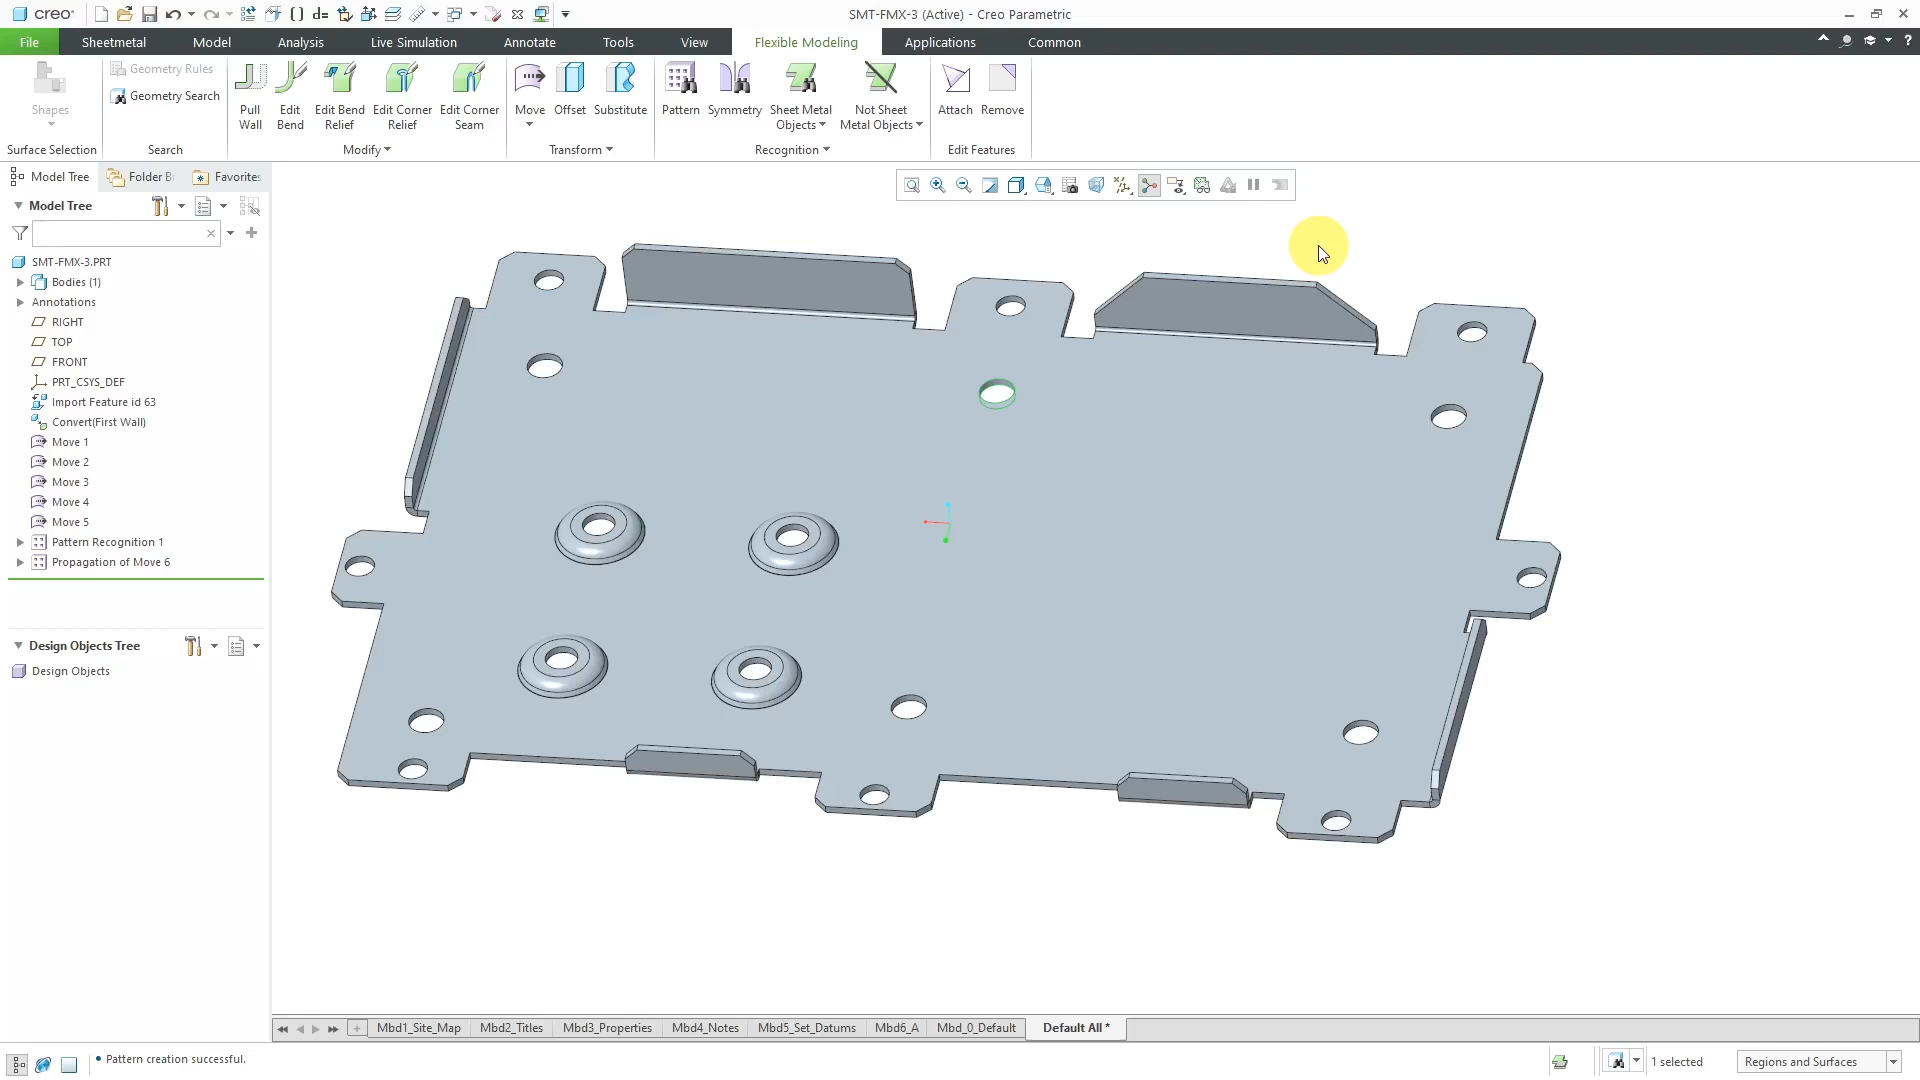 creo
SMT-FMX-3 (Active) - Creo Parametric
File
Sheetmetal
Model
Analysis
Live Simulation
Annotate
Tools
View
Flexible Modeling
Applications
Common
Shapes
Geometry Rules
Geometry Search
Pull Wall
Edit Bend
Edit Bend Relief
Edit Corner Relief
Edit Corner Seam
Move
Offset
Substitute
Pattern
Symmetry
Sheet Metal Objects
Not Sheet Metal Objects
Attach
Remove
Surface Selection
Search
Modify
Transform
Recognition
Edit Features
Model Tree
Folder Br
Favorites
Model Tree
SMT-FMX-3.PRT
Bodies (1)
Annotations
RIGHT
TOP
FRONT
PRT_CSYS_DEF
Import Feature id 63
Convert(First Wall)
Move 1
Move 2
Move 3
Move 4
Move 5
Pattern Recognition 1
Propagation of Move 6
Design Objects Tree
Design Objects
Mbd1_Site_Map
Mbd2_Titles
Mbd3_Properties
Mbd4_Notes
Mbd5_Set_Datums
Mbd6_A
Mbd_0_Default
Default All *
• Pattern creation successful.
1 selected
Regions and Surfaces